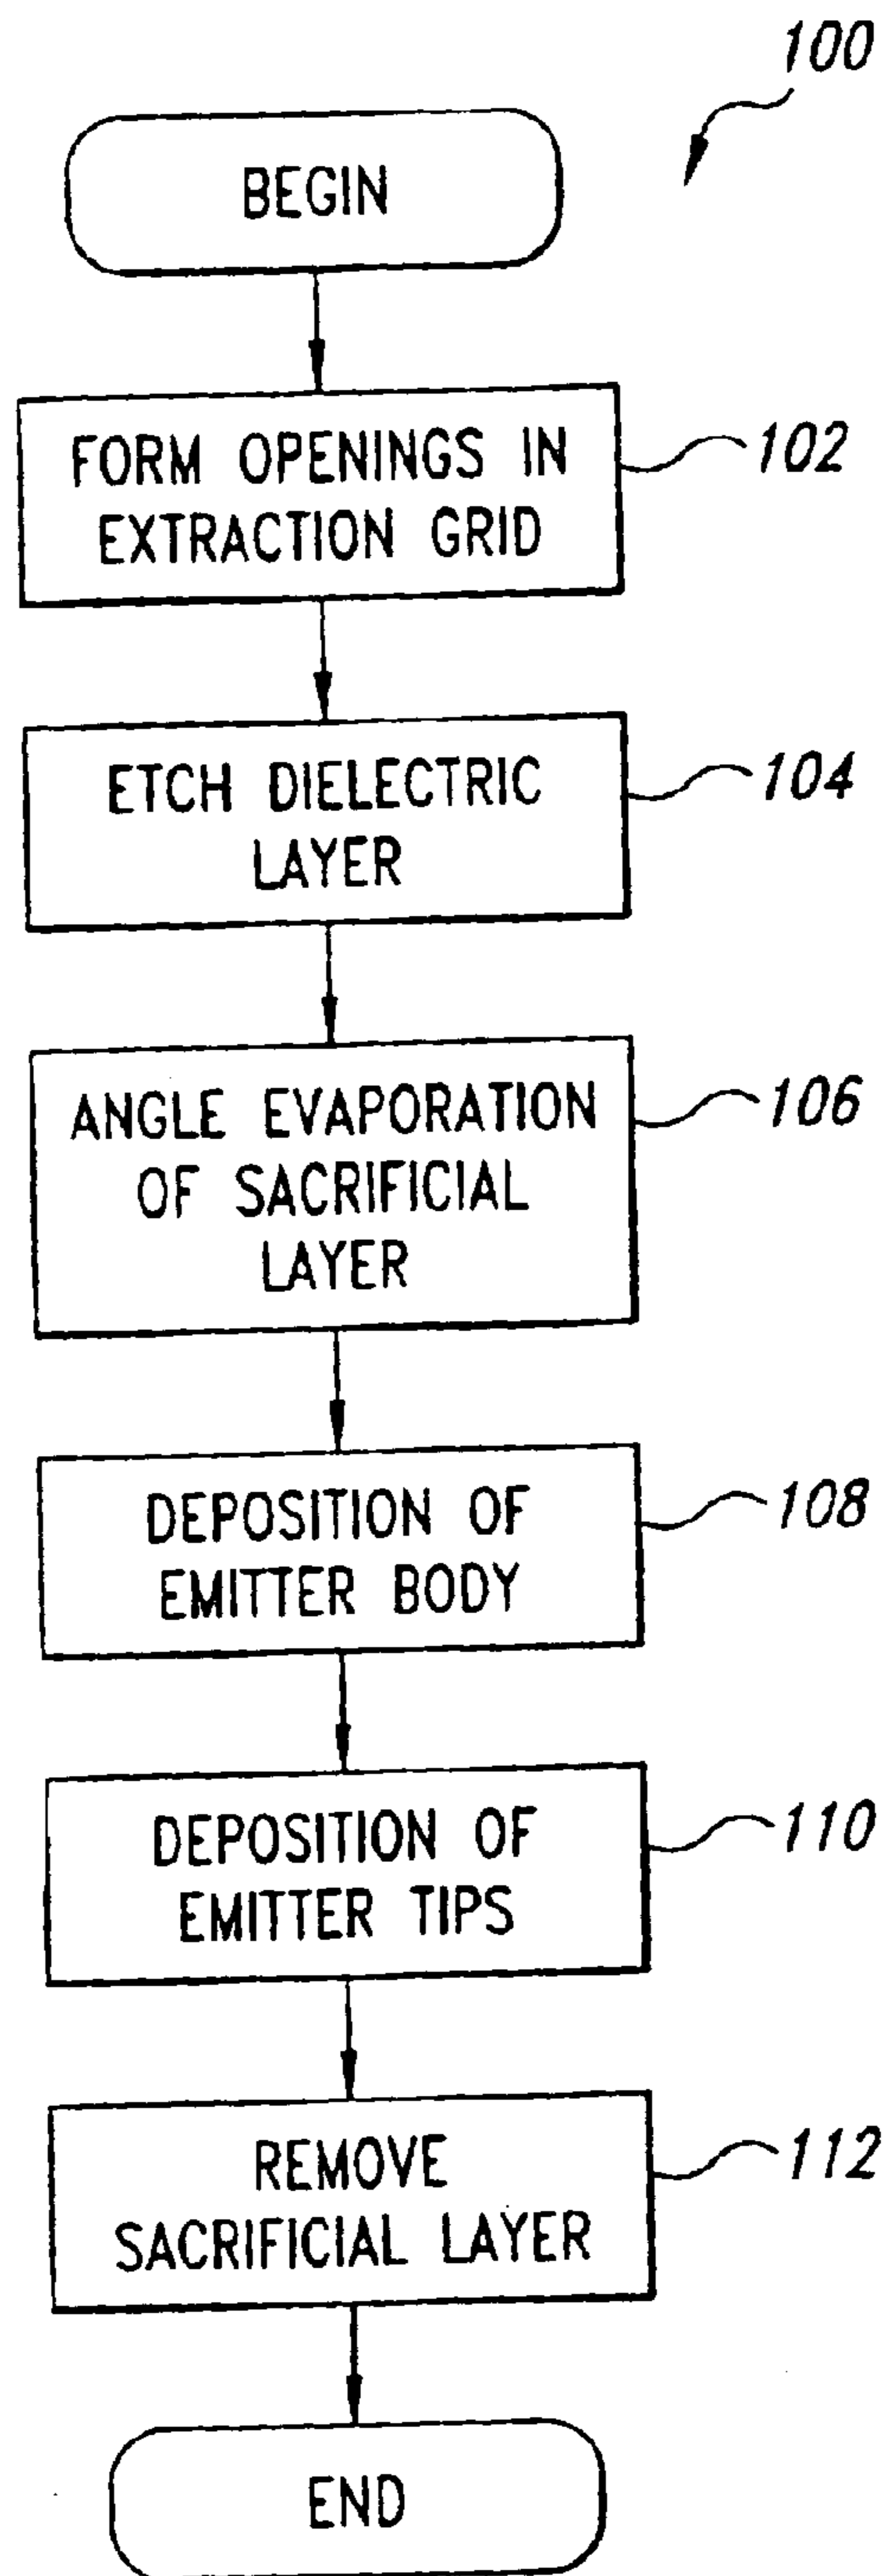 100
BEGIN
FORM OPENINGS IN
EXTRACTION GRID
102
ETCH DIELECTRIC
LAYER
104
ANGLE EVAPORATION
OF SACRIFICIAL
LAYER
106
DEPOSITION OF
EMITTER BODY
108
DEPOSITION OF
EMITTER TIPS
110
REMOVE
SACRIFICIAL LAYER
112
END